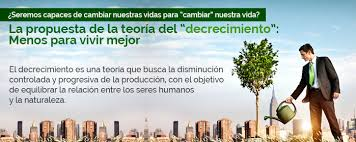 ¿Seremos capaces de cambiar nuestras vidas para "cambiar" nuestra vida?
La propuesta de la teoría del "decrecimiento":
Menos para vivir mejor
El decrecimiento es una teoría que busca la disminución
controlada y progresiva de la producción, con el objetivo
de equilibrar la relación entre los seres humanos
y la naturaleza.